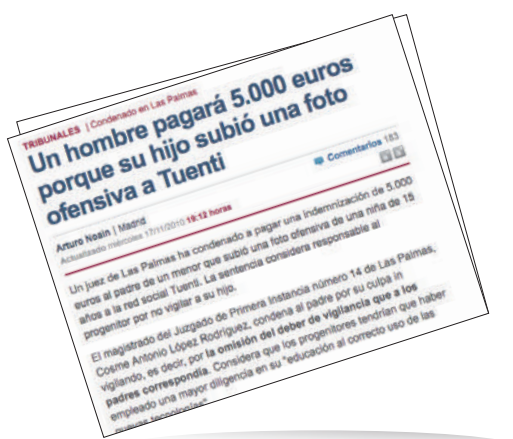 TRIBUNALES | Condenado en Las Palmas
Un hombre pagará 5.000 euros
porque su hijo subió una foto
ofensiva a Tuenti
Comentarios 183
Arturo Nosin | Madrid
Actualizado miércoles 17/11/2010 19:12 horas
Un juez de Las Palmas ha condenado a pagar una indemnización de 5.000
euros al padre de un menor que subió una foto ofensiva de una niña de 15
años a la red social Tuenti. La sentencia considera responsable al
progenitor por no vigilar a su hijo.
El magistrado del Juzgado de Primera Instancia número 14 de Las Palmas,
Cosme Antonio López Rodríguez, condena al padre por su culpa in
vigilando, es decir, por la omisión del deber de vigilancia que a los
padres correspondía. Considera que los progenitores tendrían que haber
empleado una mayor diligencia en su "educación al correcto uso de las
nuevas tecnologías"